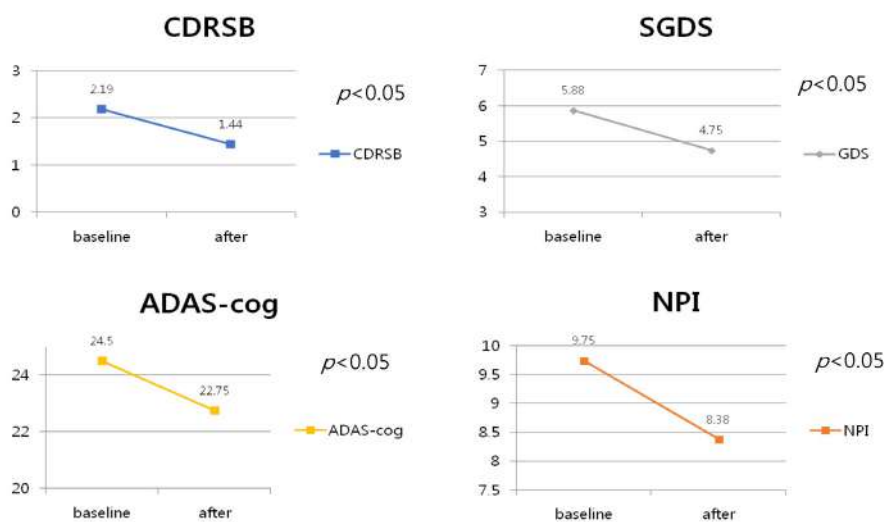 CDRSB
3
2
1
0
2.19
1.44
p<0.05
CDRSB
baseline after
SGDS
7
6
5
4
3
5.88
4.75
p<0.05
GDS
baseline after
ADAS-cog
24
22
20
24.5
22.75
p<0.05
ADAS-cog
baseline after
NPI
10
9.5
9
8.5
8
7.5
9.75
8.38
p<0.05
NPI
baseline after